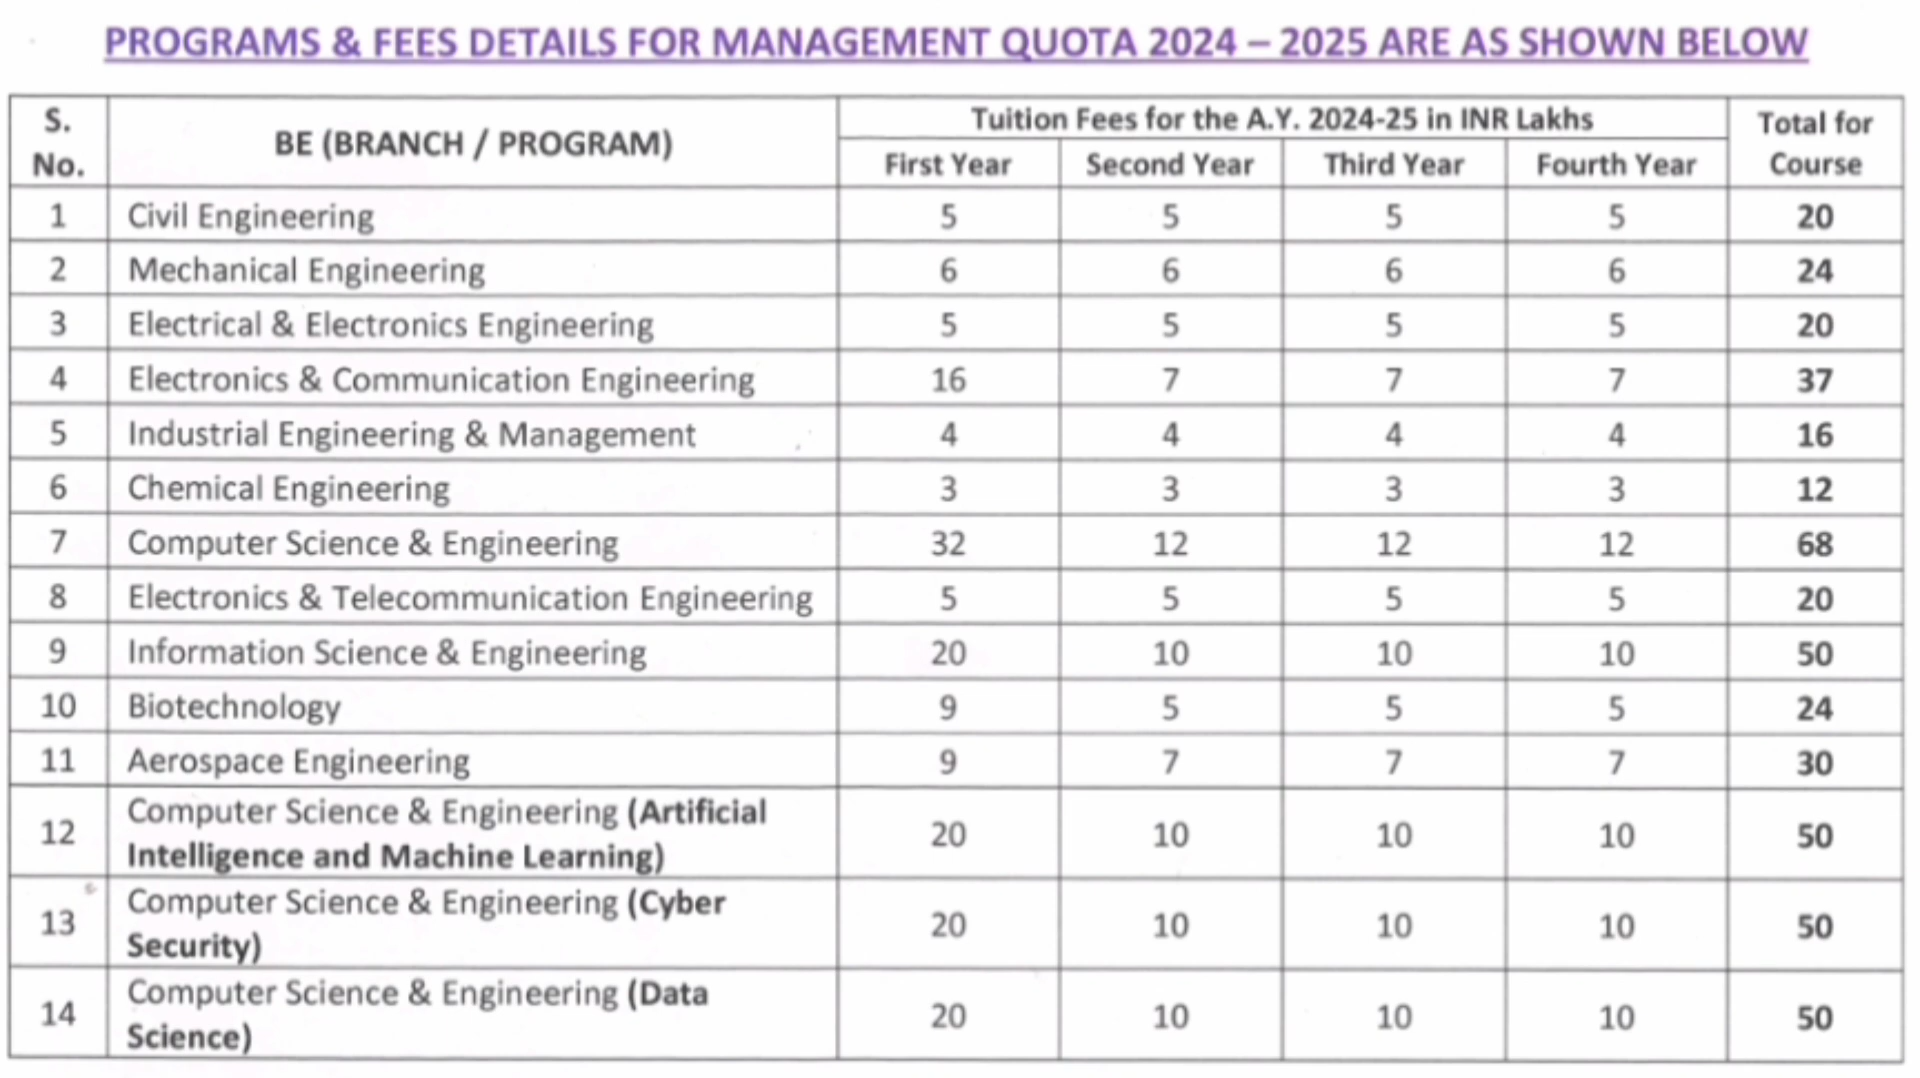 PROGRAMS & FEES DETAILS FOR MANAGEMENT QUOTA 2024 – 2025 ARE AS SHOWN BELOW
S. No. BE (BRANCH / PROGRAM) Tuition Fees for the A.Y. 2024-25 in INR Lakhs Total for Course
First Year Second Year Third Year Fourth Year
1 Civil Engineering 5 5 5 5 20
2 Mechanical Engineering 6 6 6 6 24
3 Electrical & Electronics Engineering 5 5 5 5 20
4 Electronics & Communication Engineering 16 7 7 7 37
5 Industrial Engineering & Management 4 4 4 4 16
6 Chemical Engineering 3 3 3 3 12
7 Computer Science & Engineering 32 12 12 12 68
8 Electronics & Telecommunication Engineering 5 5 5 5 20
9 Information Science & Engineering 20 10 10 10 50
10 Biotechnology 9 5 5 5 24
11 Aerospace Engineering 9 7 7 7 30
12 Computer Science & Engineering (Artificial
Intelligence and Machine Learning) 20 10 10 10 50
13 Computer Science & Engineering (Cyber
Security) 20 10 10 10 50
14 Computer Science & Engineering (Data
Science) 20 10 10 10 50